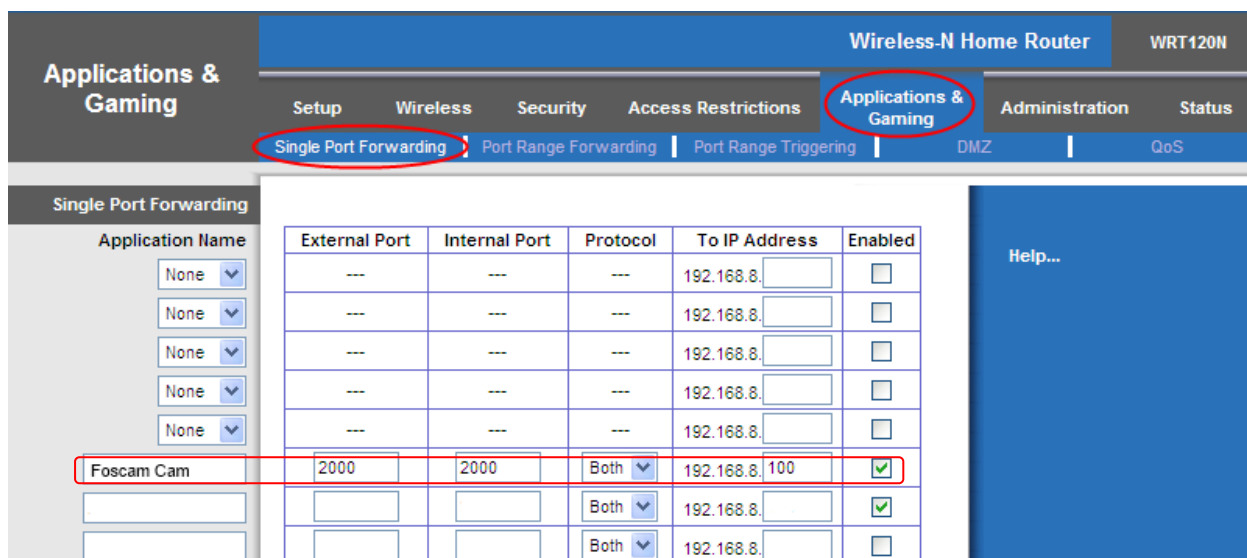 Wireless-N Home Router WRT120N
Applications &
Gaming
Setup Wireless Security Access Restrictions Applications & Gaming Administration Status
Single Port Forwarding Port Range Forwarding Port Range Triggering DMZ QoS
Single Port Forwarding
Application Name External Port Internal Port Protocol To IP Address Enabled
Help...
None --- --- --- 192.168.8.
None --- --- --- 192.168.8.
None --- --- --- 192.168.8.
None --- --- --- 192.168.8.
None --- --- --- 192.168.8.
Foscam Cam 2000 2000 Both 192.168.8. 100
Both 192.168.8.
Both 192.168.8.